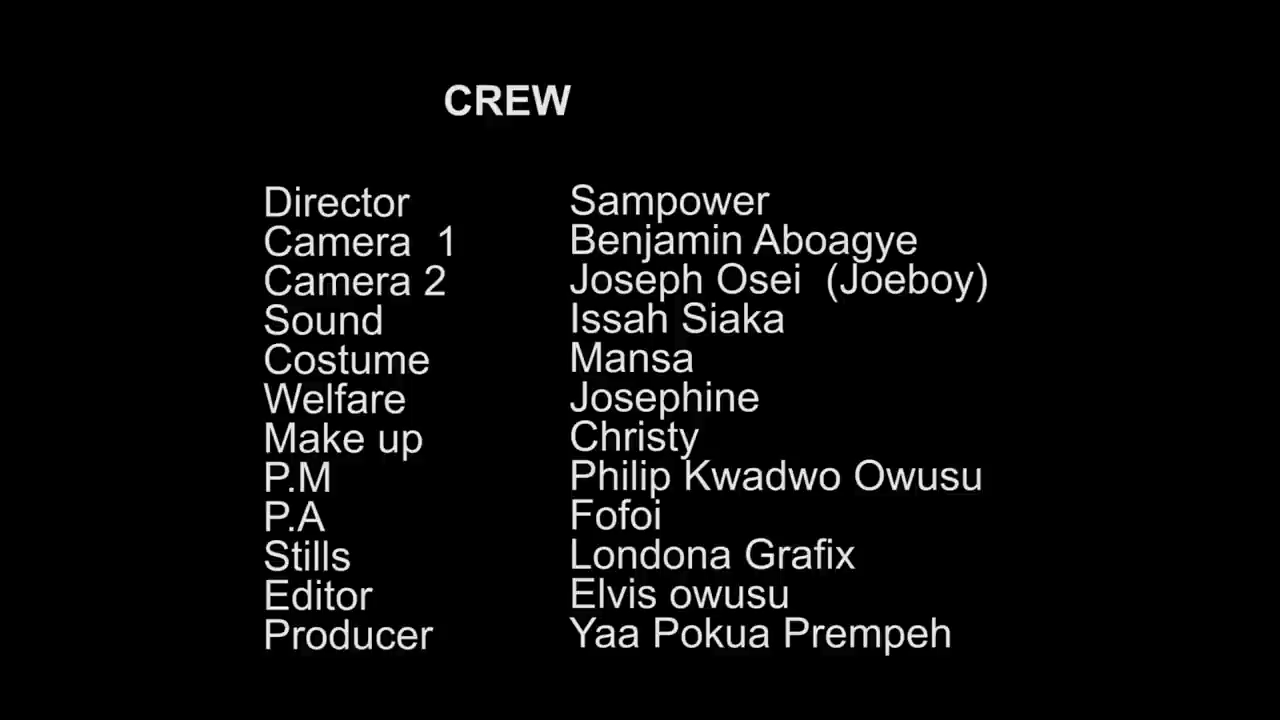 CREW
Director Sampower
Camera 1 Benjamin Aboagye
Camera 2 Joseph Osei (Joeboy)
Sound Issah Siaka
Costume Mansa
Welfare Josephine
Make up Christy
P.M Philip Kwadwo Owusu
P.A Fofoi
Stills Londona Grafix
Editor Elvis owusu
Producer Yaa Pokua Prempeh